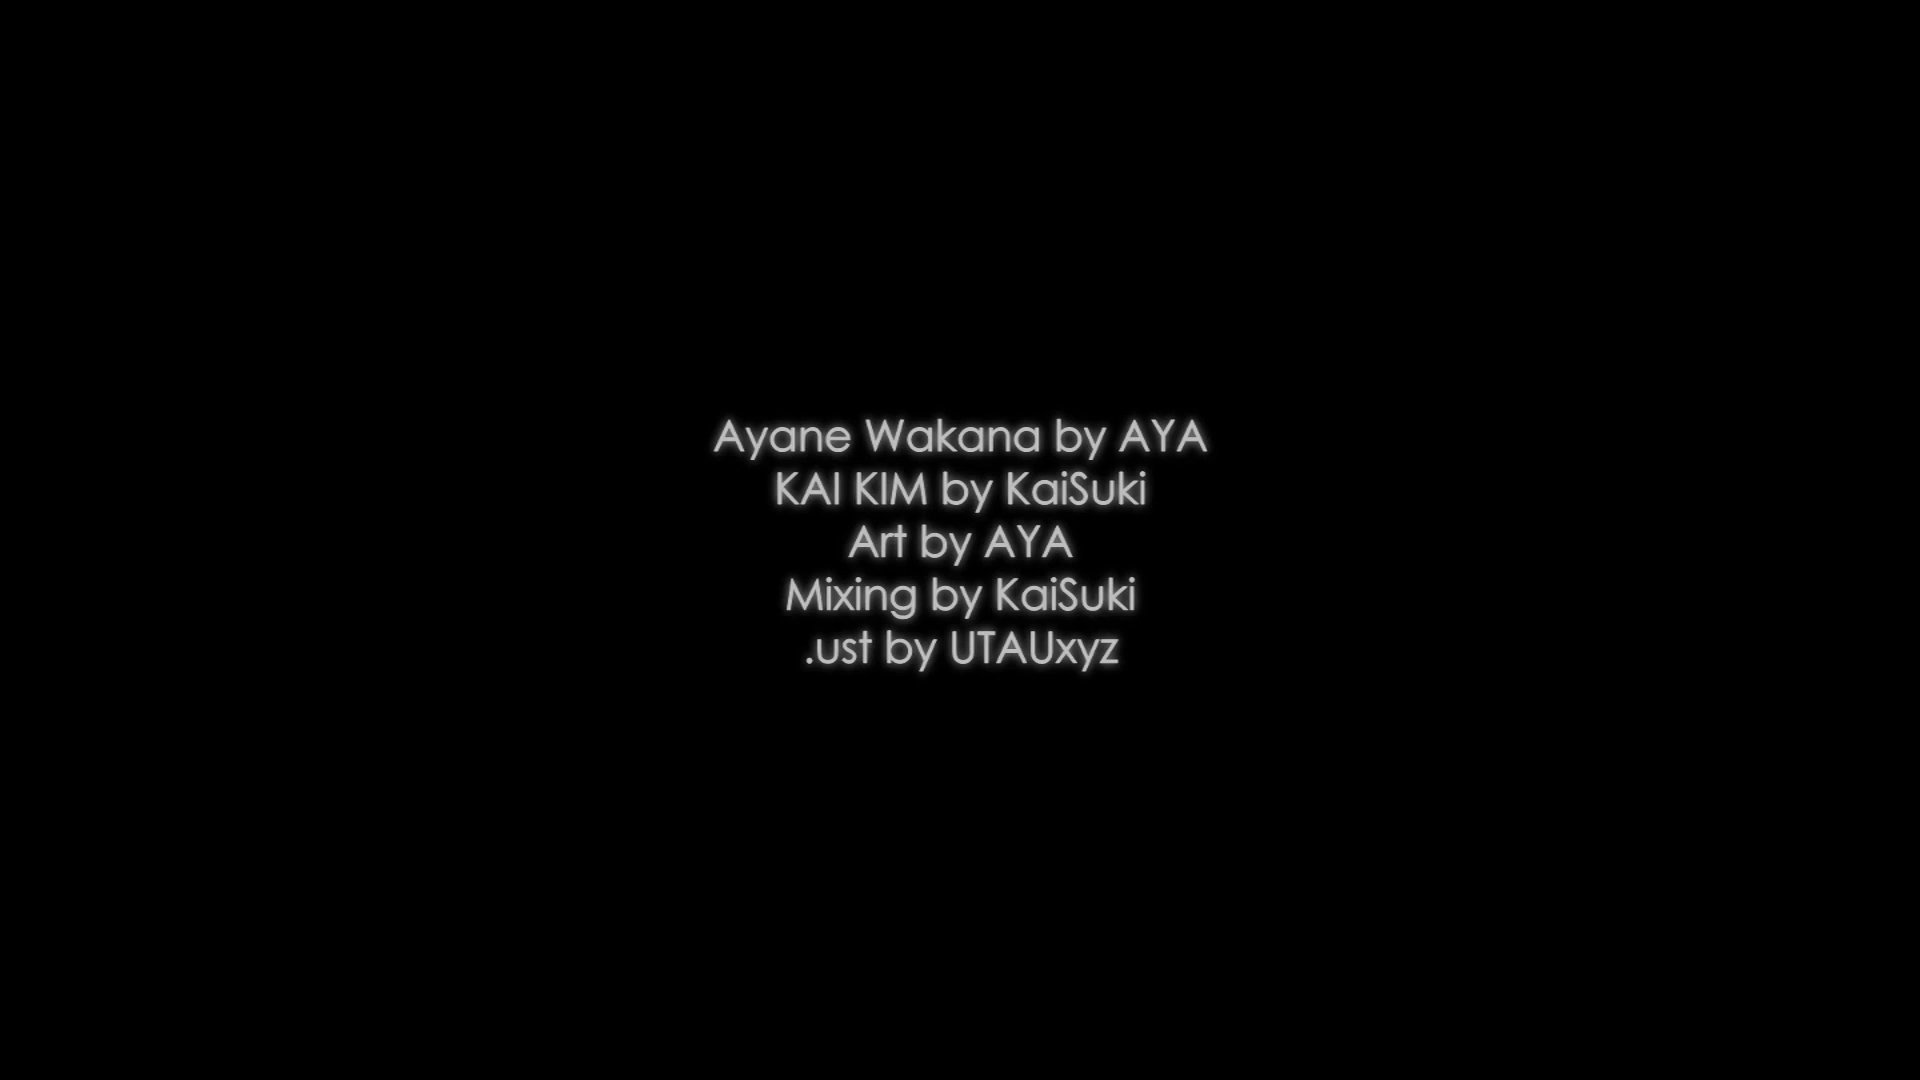 Ayane Wakana by AYA
KAI KIM by KaiSuki
Art by AYA
Mixing by KaiSuki
.ust by UTAUxyz